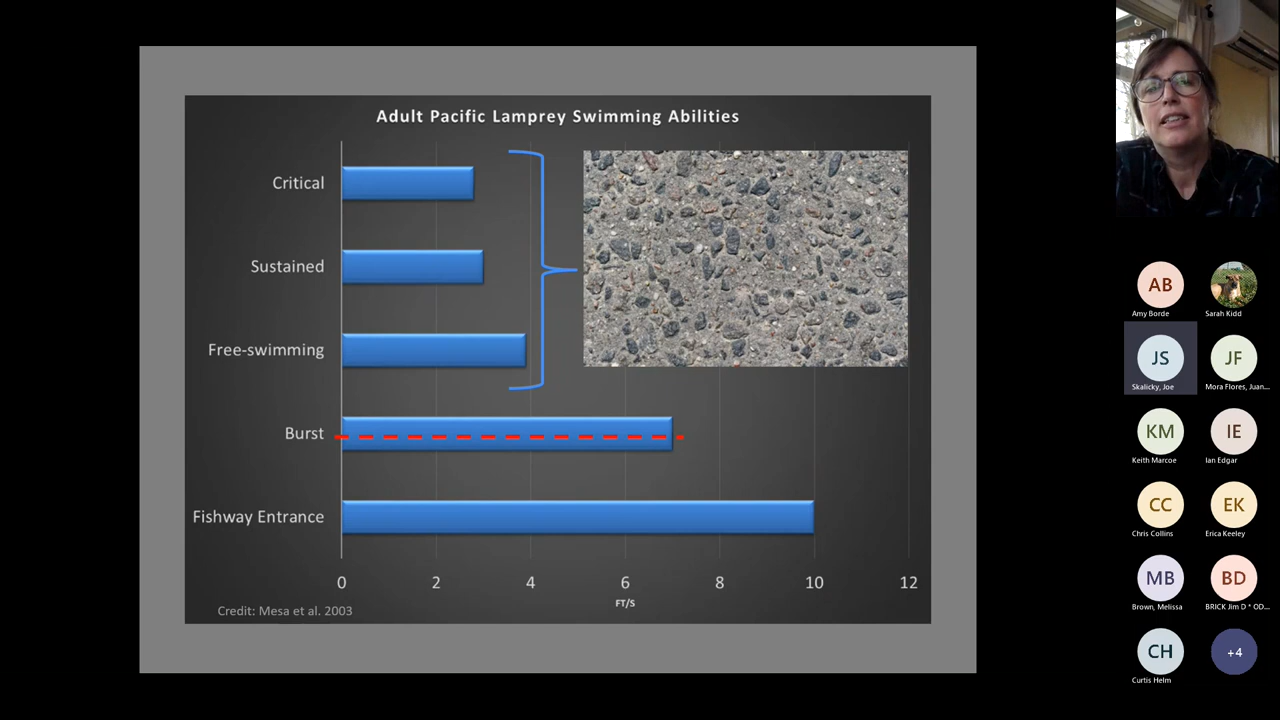 Adult Pacific Lamprey Swimming Abilities
Critical
Sustained
Free-swimming
Burst
Fishway Entrance
0 2 4 6 8 10 12
FT/S
Credit: Mesa et al. 2003
AB
Amy Borde
Sarah Kidd
JS
Skalicky, Joe
JF
Mora Flores, Juan...
KM
Keith Marcoe
IE
Ian Edgar
CC
Chris Collins
EK
Erica Keeley
MB
Brown, Melissa
BD
BRICK Jim D * OD...
CH
Curtis Helm
+4